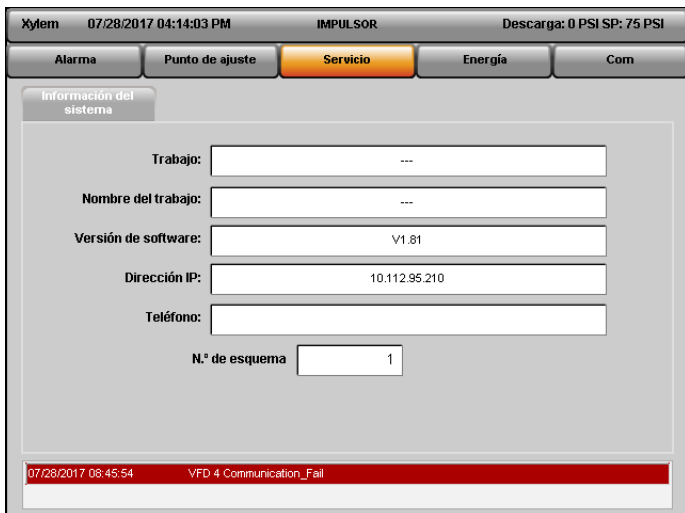 Xylem 07/28/2017 04:14:03 PM IMPULSOR Descarga: 0 PSI SP: 75 PSI
Alarma Punto de ajuste Servicio Energía Com
Información del
sistema
Trabajo: ---
Nombre del trabajo: ---
Versión de software: V1.81
Dirección IP: 10.112.95.210
Teléfono:
N.º de esquema 1
07/28/2017 08:45:54 VFD 4 Communication_Fail